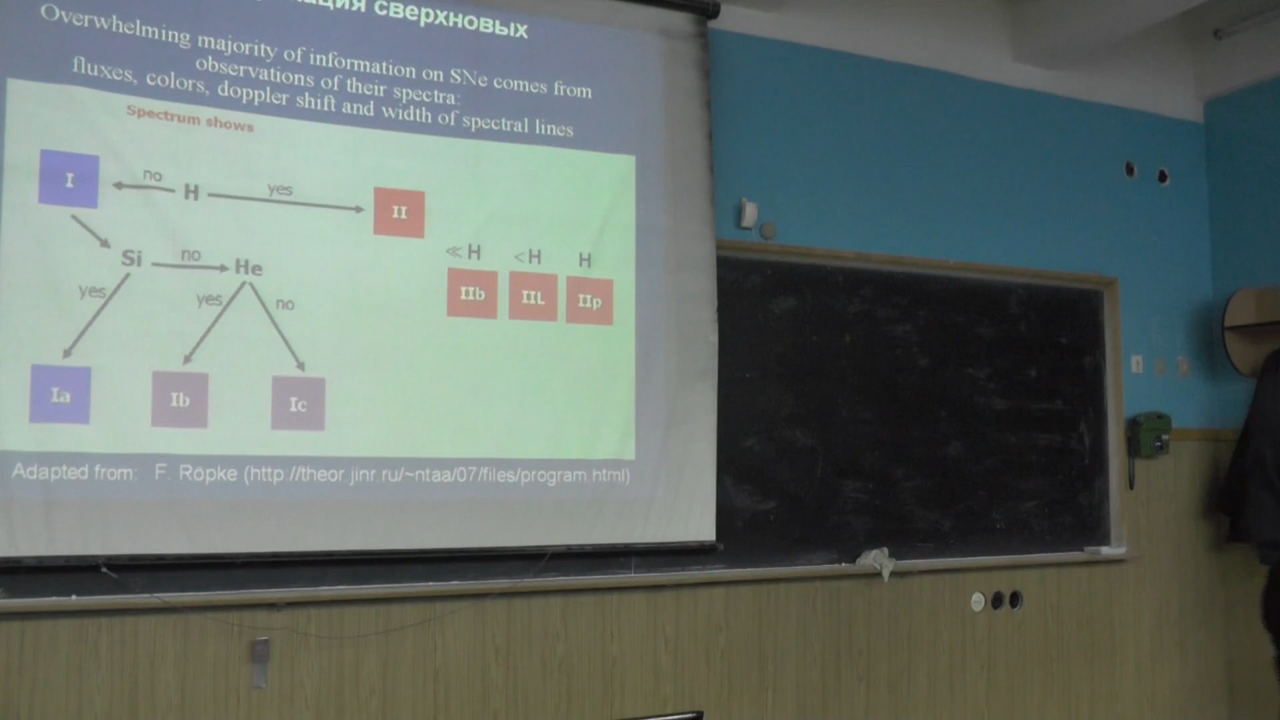 сверхновых
Overwhelming majority of information on SNe comes from
observations of their spectra:
fluxes, colors, doppler shift and width of spectral lines
Spectrum shows
I no H yes II
Si no He
≪H <H H
IIb IIL IIp
yes yes no
Ia Ib Ic
Adapted from: F. Röpke (http://theor.jinr.ru/~ntaa/07/files/program.html)